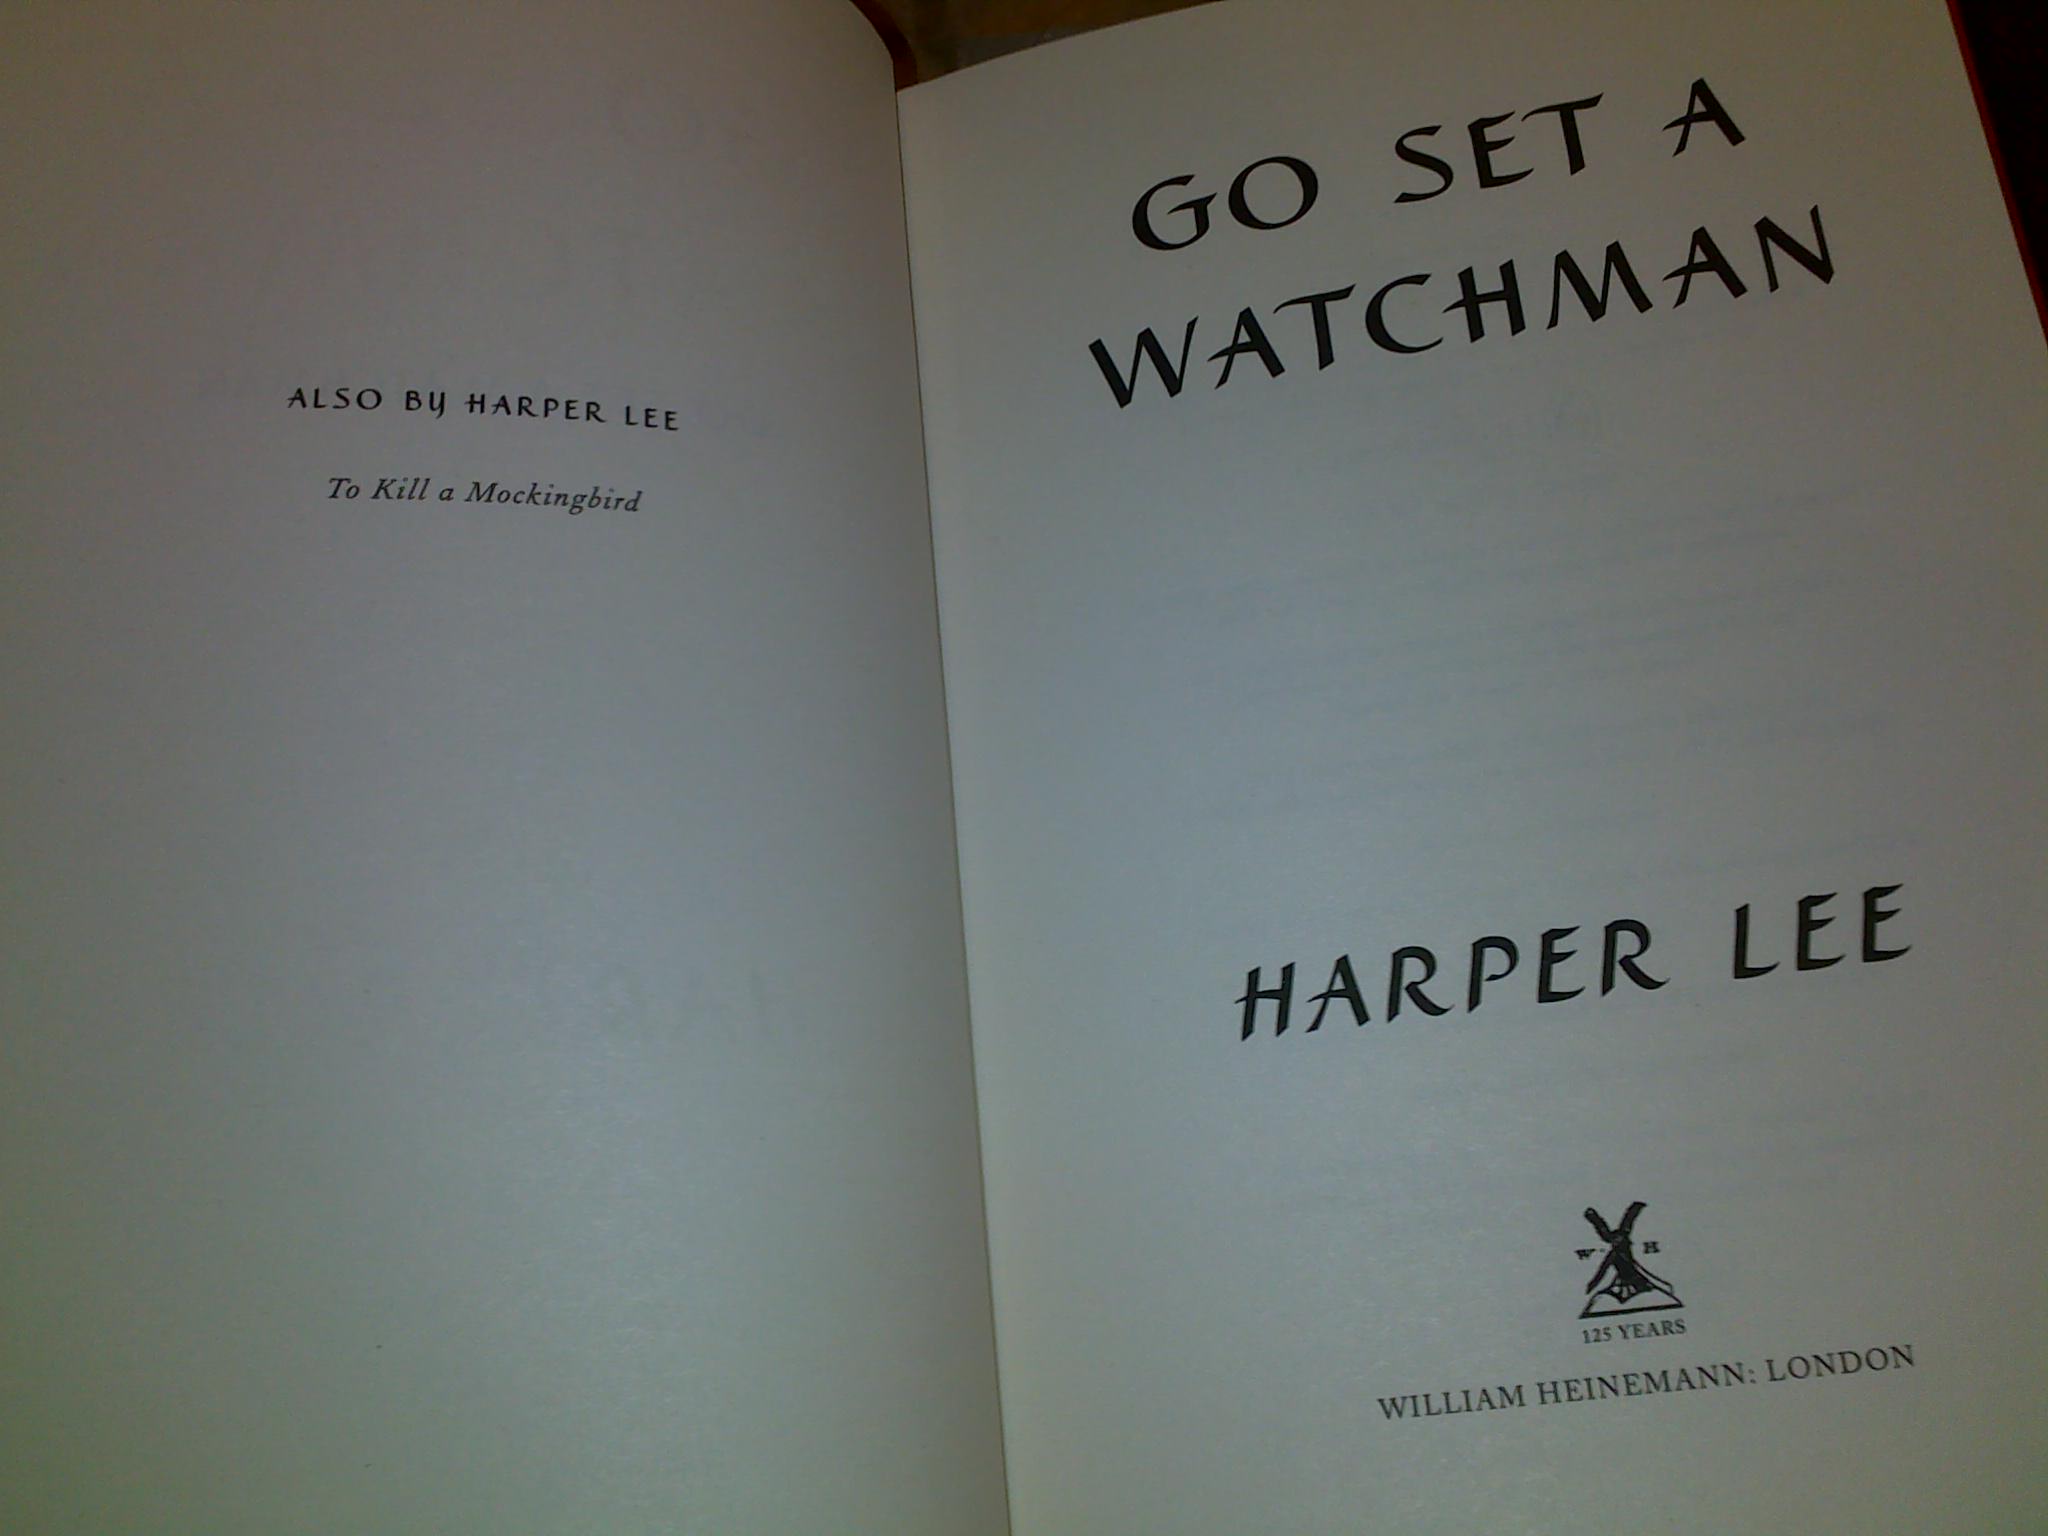 ALSO BY HARPER LEE
To Kill a Mockingbird
GO SET A
WATCHMAN
HARPER LEE
W H
125 YEARS
WILLIAM HEINEMANN: LONDON